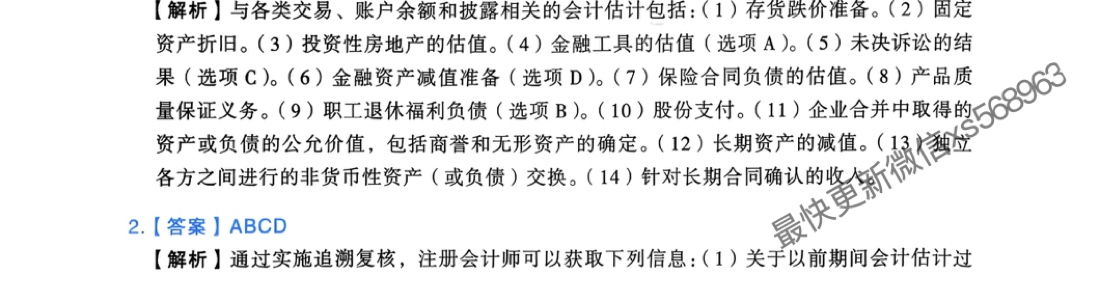 【解析】与各类交易、账户余额和披露相关的会计估计包括：（1）存货跌价准备。（2）固定
资产折旧。（3）投资性房地产的估值。（4）金融工具的估值（选项 A）。（5）未决诉讼的结
果（选项 C）。（6）金融资产减值准备（选项 D）。（7）保险合同负债的估值。（8）产品质
量保证义务。（9）职工退休福利负债（选项 B）。（10）股份支付。（11）企业合并中取得的
资产或负债的公允价值，包括商誉和无形资产的确定。（12）长期资产的减值。（13）独立
各方之间进行的非货币性资产（或负债）交换。（14）针对长期合同确认的收入。
最快更新微信xs568963
2.【答案】ABCD
【解析】通过实施追溯复核，注册会计师可以获取下列信息：（1）关于以前期间会计估计过